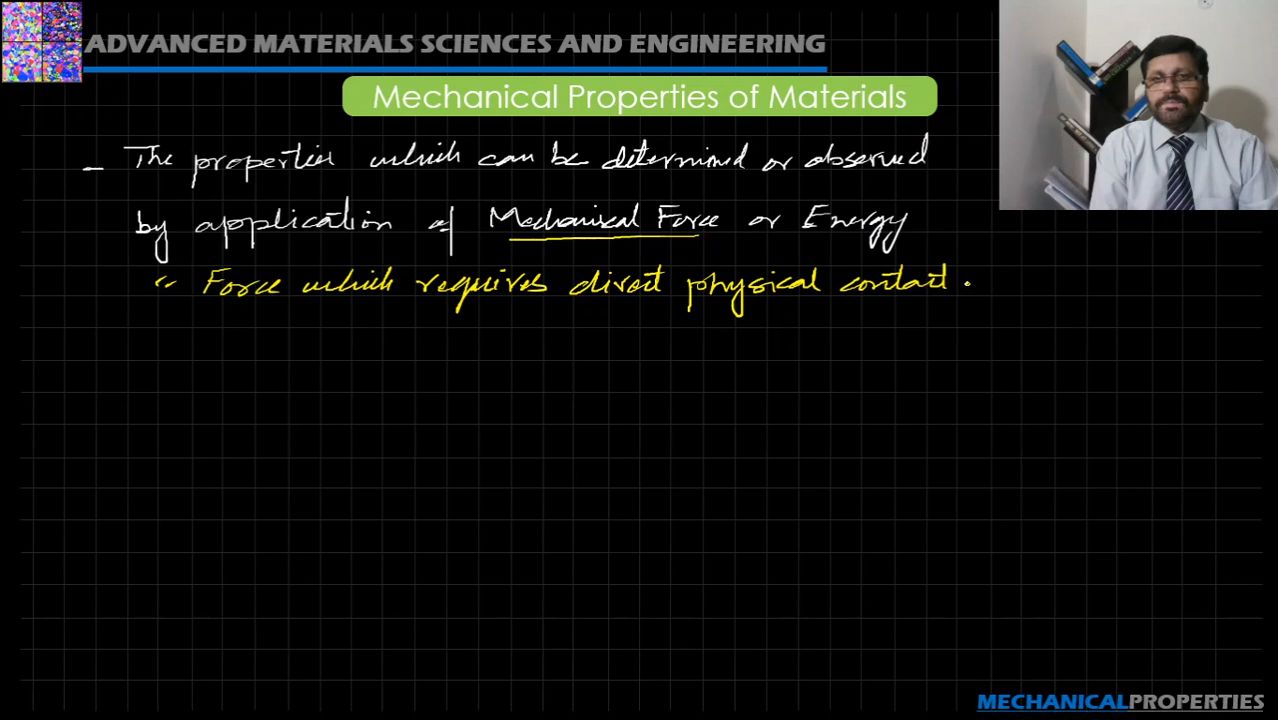 ADVANCED MATERIALS SCIENCES AND ENGINEERING
Mechanical Properties of Materials
- The properties which can be determined or observed
by application of Mechanical Force or Energy
" Force which requires direct physical contact.
MECHANICALPROPERTIES